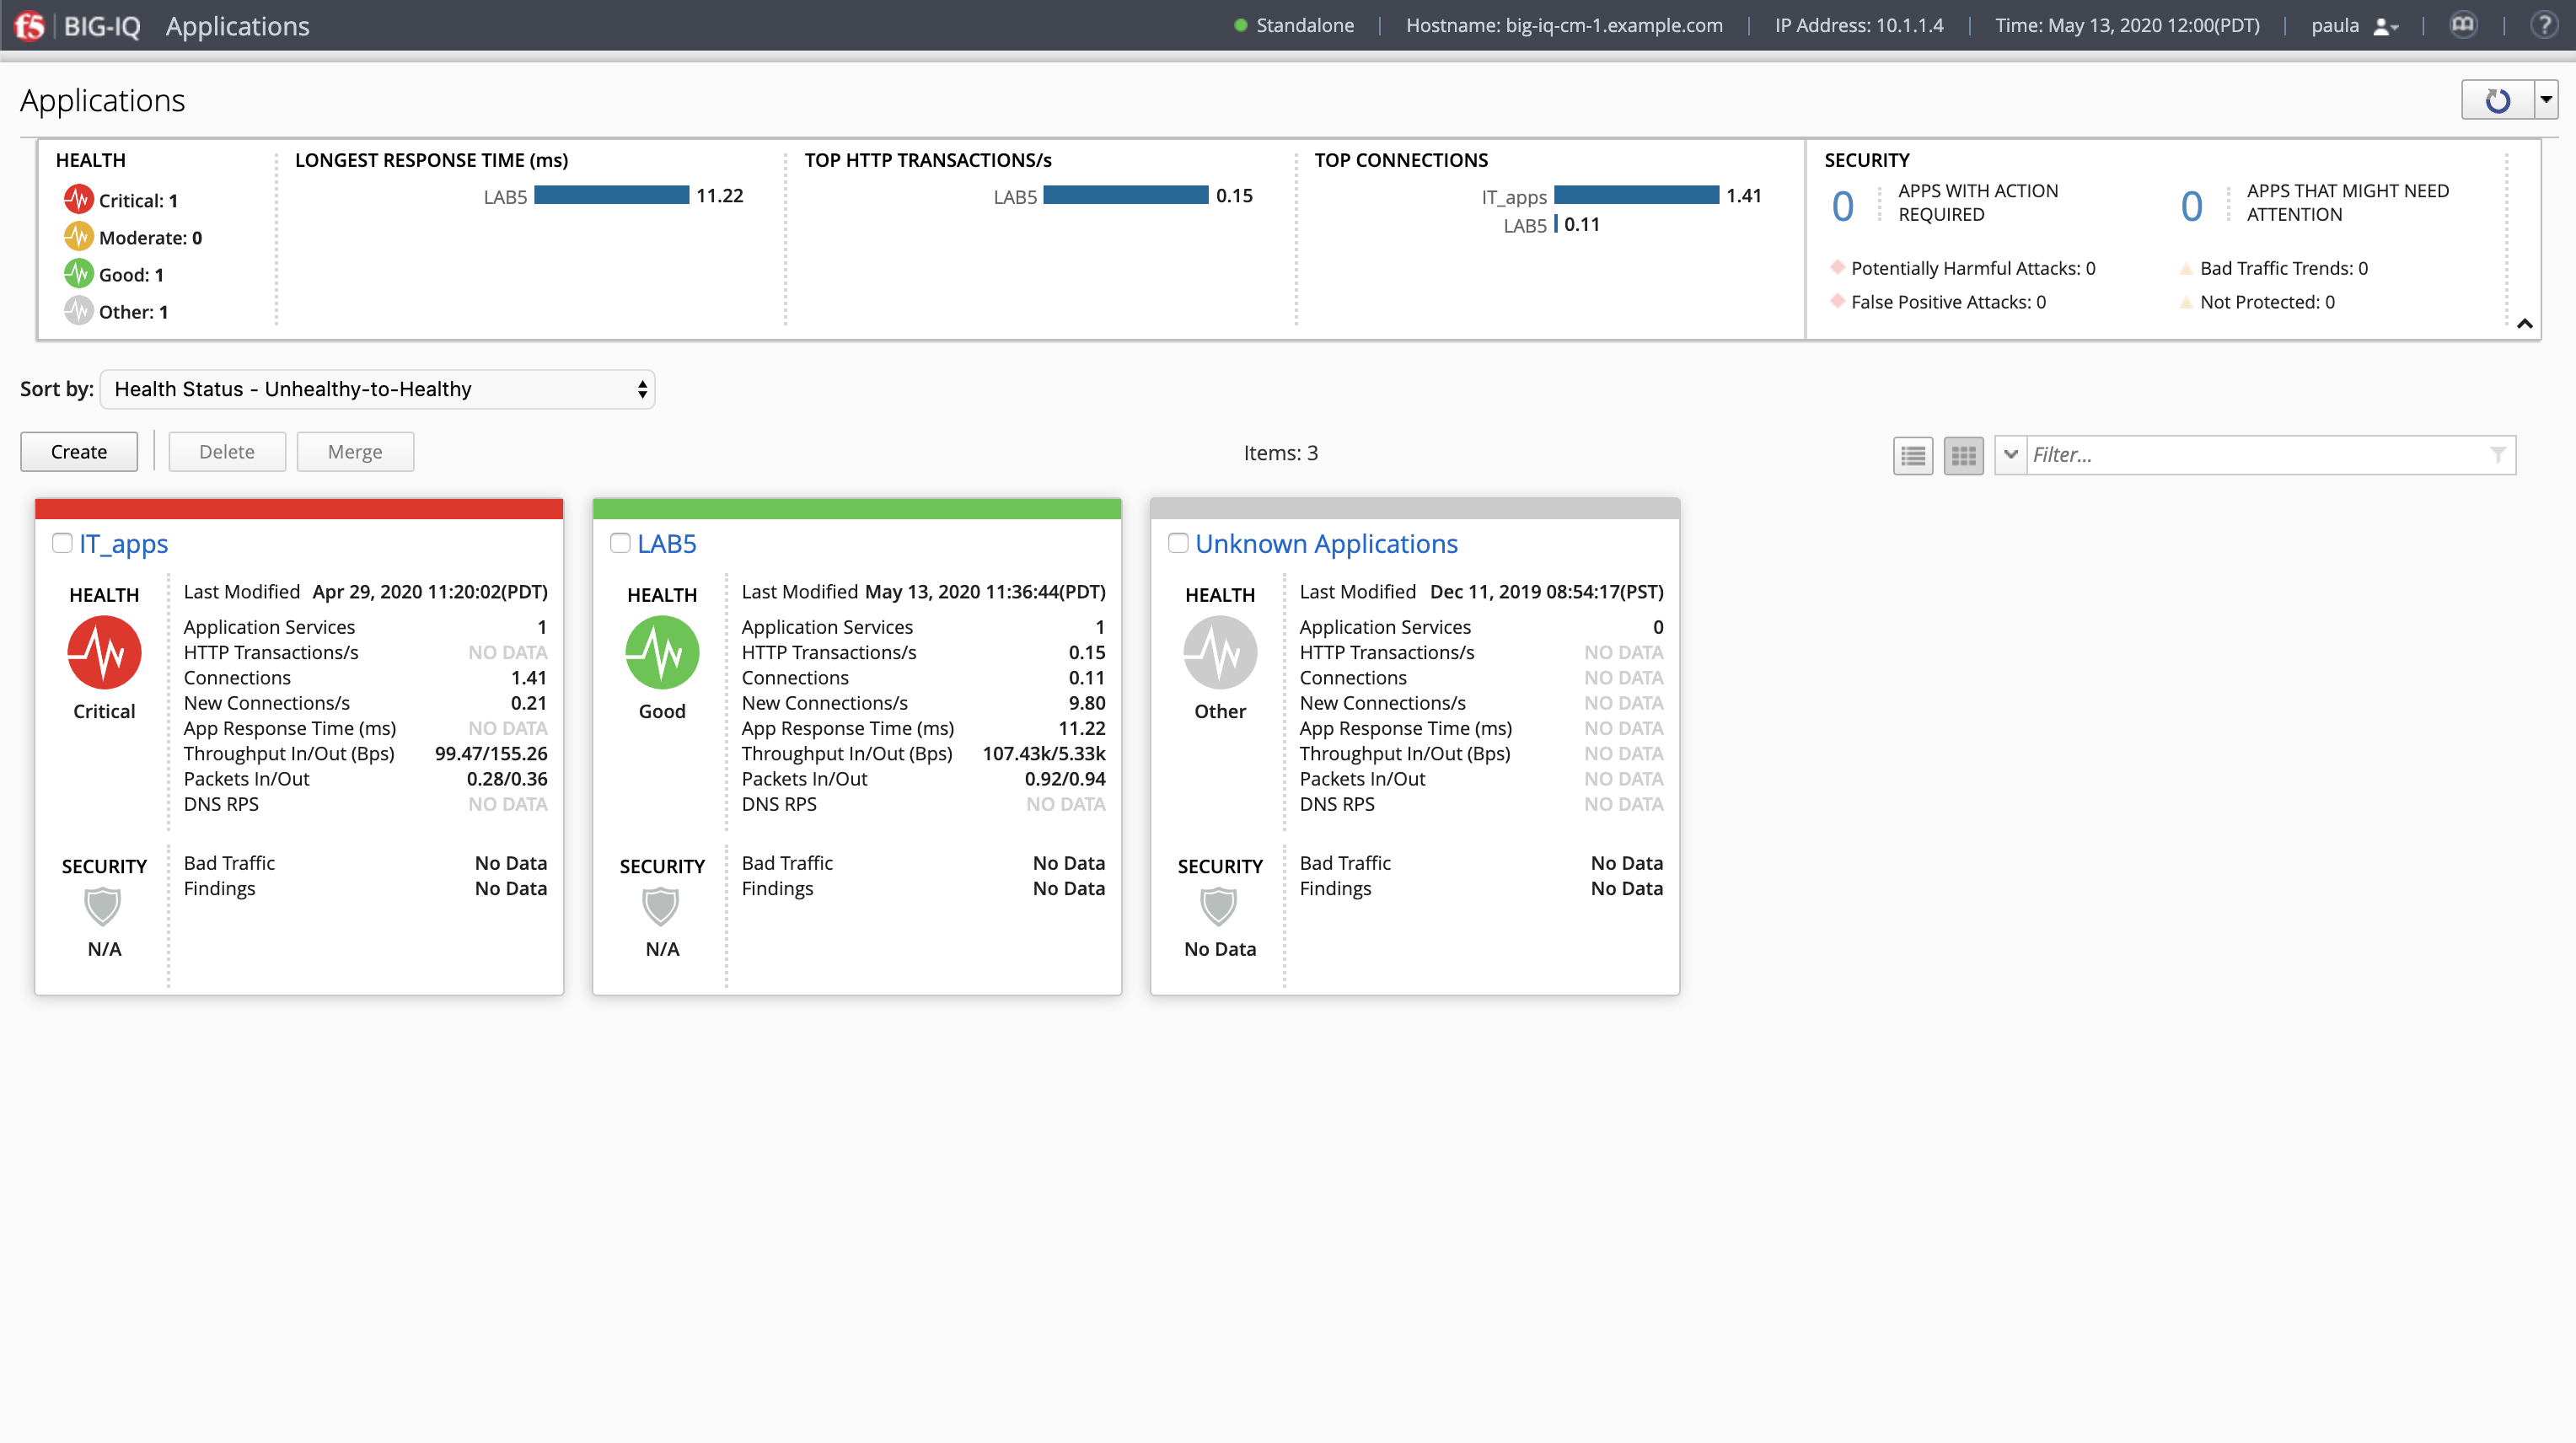 f5 BIG-IQ Applications Standalone Hostname: big-iq-cm-1.example.com IP Address: 10.1.1.4 Time: May 13, 2020 12:00(PDT) paula ?
Applications
HEALTH
Critical: 1
Moderate: 0
Good: 1
Other: 1
LONGEST RESPONSE TIME (ms)
LAB5 11.22
TOP HTTP TRANSACTIONS/s
LAB5 0.15
TOP CONNECTIONS
IT_apps 1.41
LAB5 0.11
SECURITY
0 APPS WITH ACTION
REQUIRED
Potentially Harmful Attacks: 0
False Positive Attacks: 0
0 APPS THAT MIGHT NEED
ATTENTION
Bad Traffic Trends: 0
Not Protected: 0
Sort by: Health Status - Unhealthy-to-Healthy
Create Delete Merge Items: 3 Filter...
IT_apps
HEALTH
Critical
Last Modified Apr 29, 2020 11:20:02(PDT)
Application Services 1
HTTP Transactions/s NO DATA
Connections 1.41
New Connections/s 0.21
App Response Time (ms) NO DATA
Throughput In/Out (Bps) 99.47/155.26
Packets In/Out 0.28/0.36
DNS RPS NO DATA
SECURITY
N/A
Bad Traffic No Data
Findings No Data
LAB5
HEALTH
Good
Last Modified May 13, 2020 11:36:44(PDT)
Application Services 1
HTTP Transactions/s 0.15
Connections 0.11
New Connections/s 9.80
App Response Time (ms) 11.22
Throughput In/Out (Bps) 107.43k/5.33k
Packets In/Out 0.92/0.94
DNS RPS NO DATA
SECURITY
N/A
Bad Traffic No Data
Findings No Data
Unknown Applications
HEALTH
Other
Last Modified Dec 11, 2019 08:54:17(PST)
Application Services 0
HTTP Transactions/s NO DATA
Connections NO DATA
New Connections/s NO DATA
App Response Time (ms) NO DATA
Throughput In/Out (Bps) NO DATA
Packets In/Out NO DATA
DNS RPS NO DATA
SECURITY
No Data
Bad Traffic No Data
Findings No Data